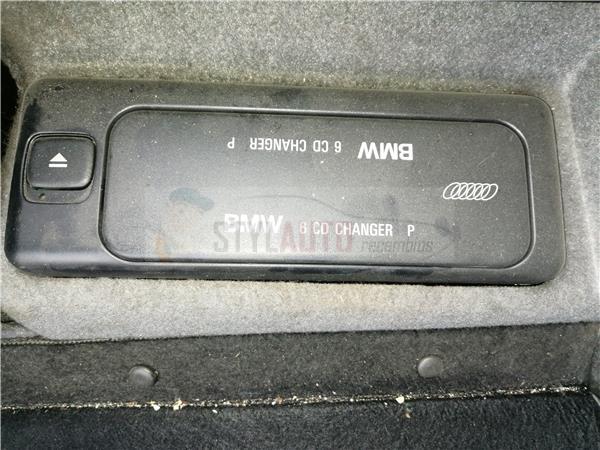 BMW 6 CD CHANGER P
BMW 6 CD CHANGER P
STYLAUTO
recambios